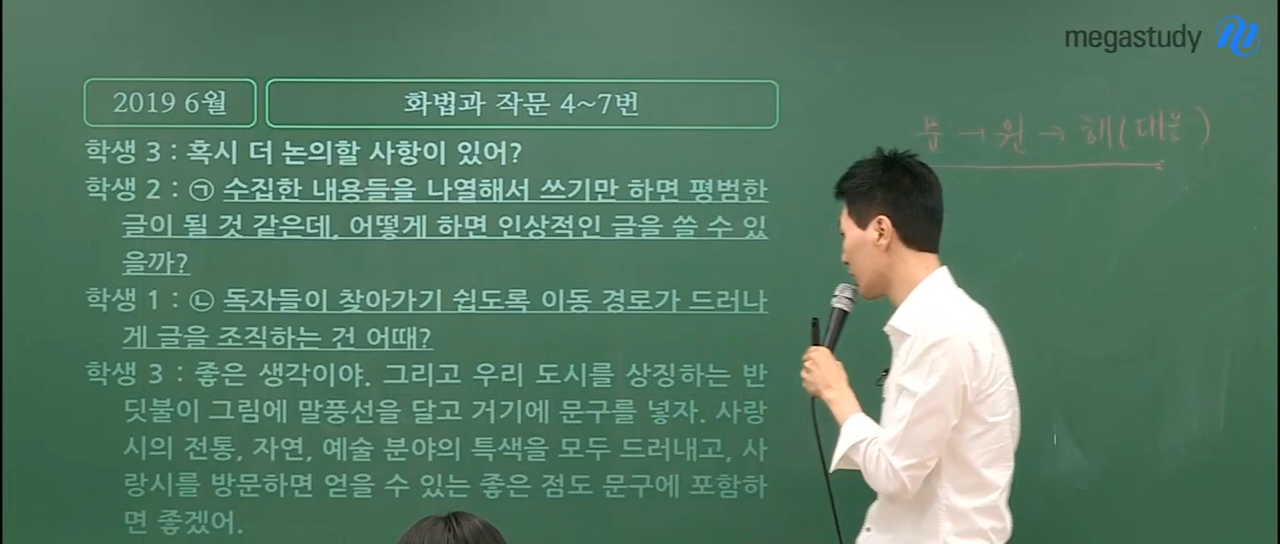 megastudy
2019 6월
화법과 작문 4~7번
문 → 원 → 해(대응)
학생 3 : 혹시 더 논의할 사항이 있어?
학생 2 : ㉠ 수집한 내용들을 나열해서 쓰기만 하면 평범한
글이 될 것 같은데, 어떻게 하면 인상적인 글을 쓸 수 있
을까?
학생 1 : ㉡ 독자들이 찾아가기 쉽도록 이동 경로가 드러나
게 글을 조직하는 건 어때?
학생 3 : 좋은 생각이야. 그리고 우리 도시를 상징하는 반
딧불이 그림에 말풍선을 달고 거기에 문구를 넣자. 사랑
시의 전통, 자연, 예술 분야의 특색을 모두 드러내고, 사
랑시를 방문하면 얻을 수 있는 좋은 점도 문구에 포함하
면 좋겠어.